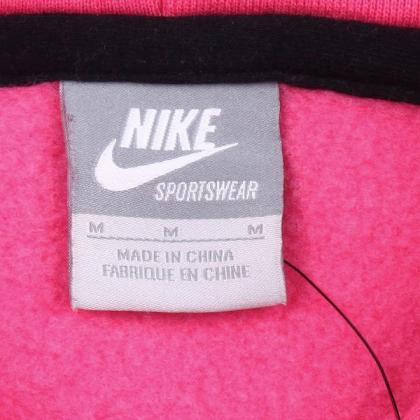 NIKE
SPORTSWEAR
M M M
MADE IN CHINA
FABRIQUE EN CHINE